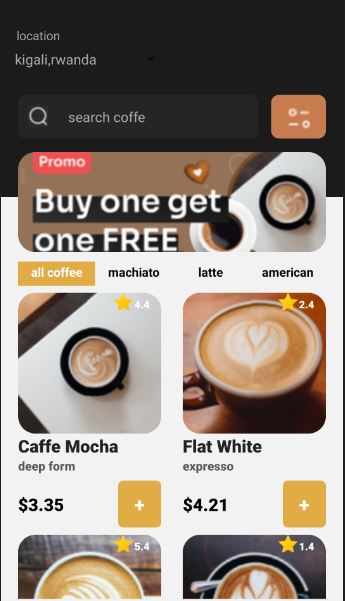 location
kigali,rwanda
search coffe
Promo
Buy one get
one FREE
all coffee machiato latte american
4.4 2.4
Caffe Mocha Flat White
deep form expresso
$3.35 + $4.21 +
5.4 1.4